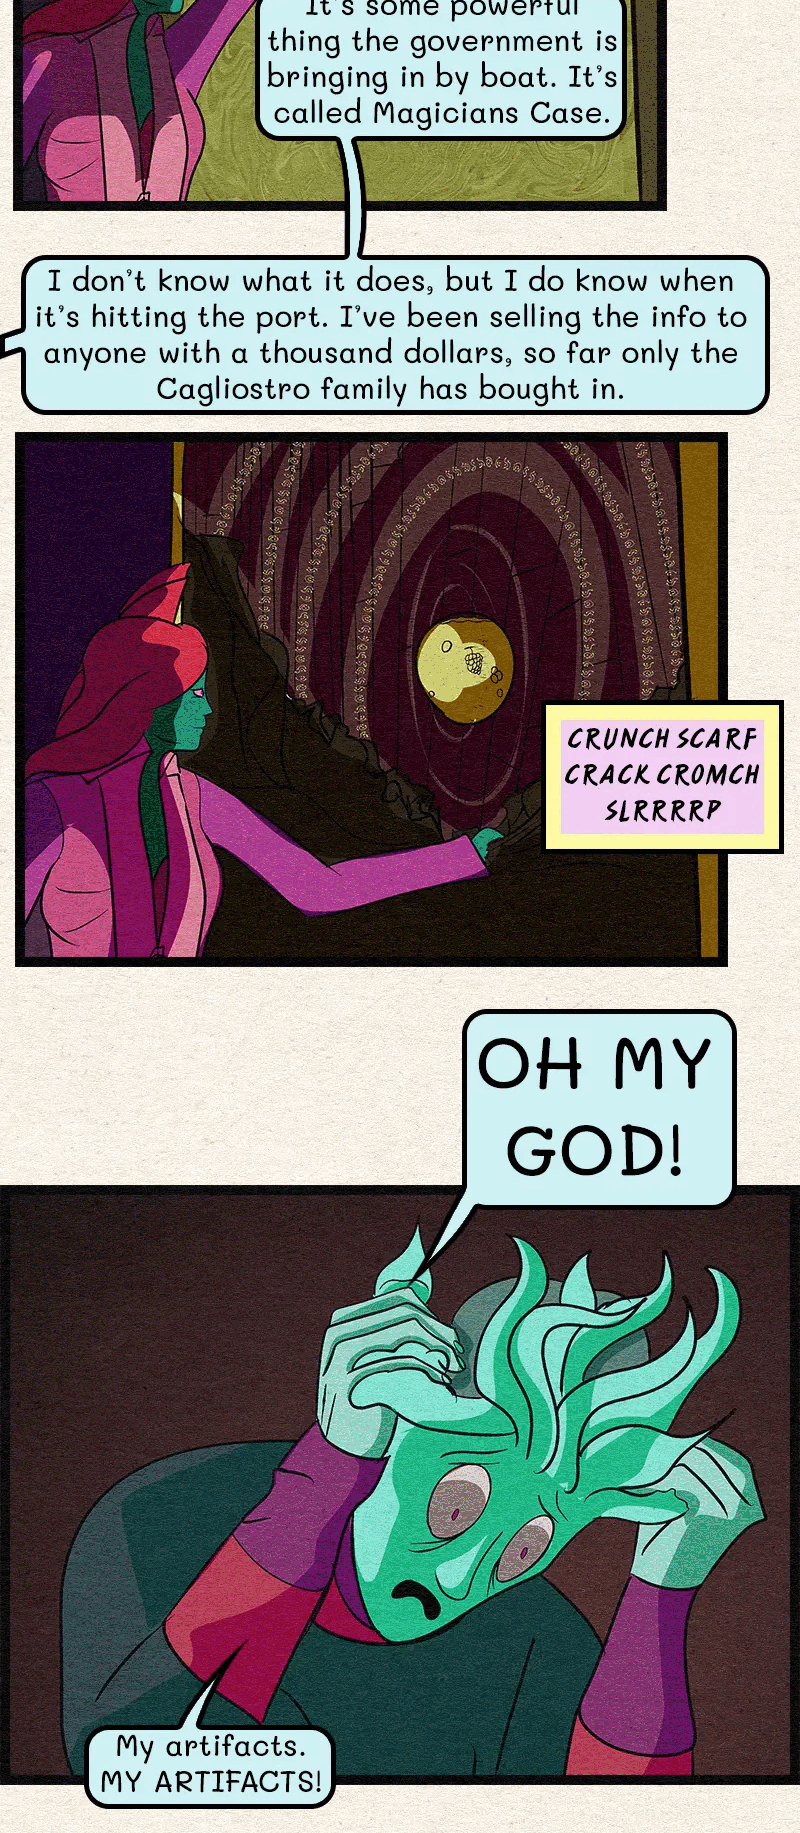 It's some powerful
thing the government is
bringing in by boat. It's
called Magicians Case.
I don't know what it does, but I do know when
it's hitting the port. I've been selling the info to
anyone with a thousand dollars, so far only the
Cagliostro family has bought in.
CRUNCH SCARF
CRACK CROMCH
SLRRRRP
OH MY
GOD!
My artifacts.
MY ARTIFACTS!